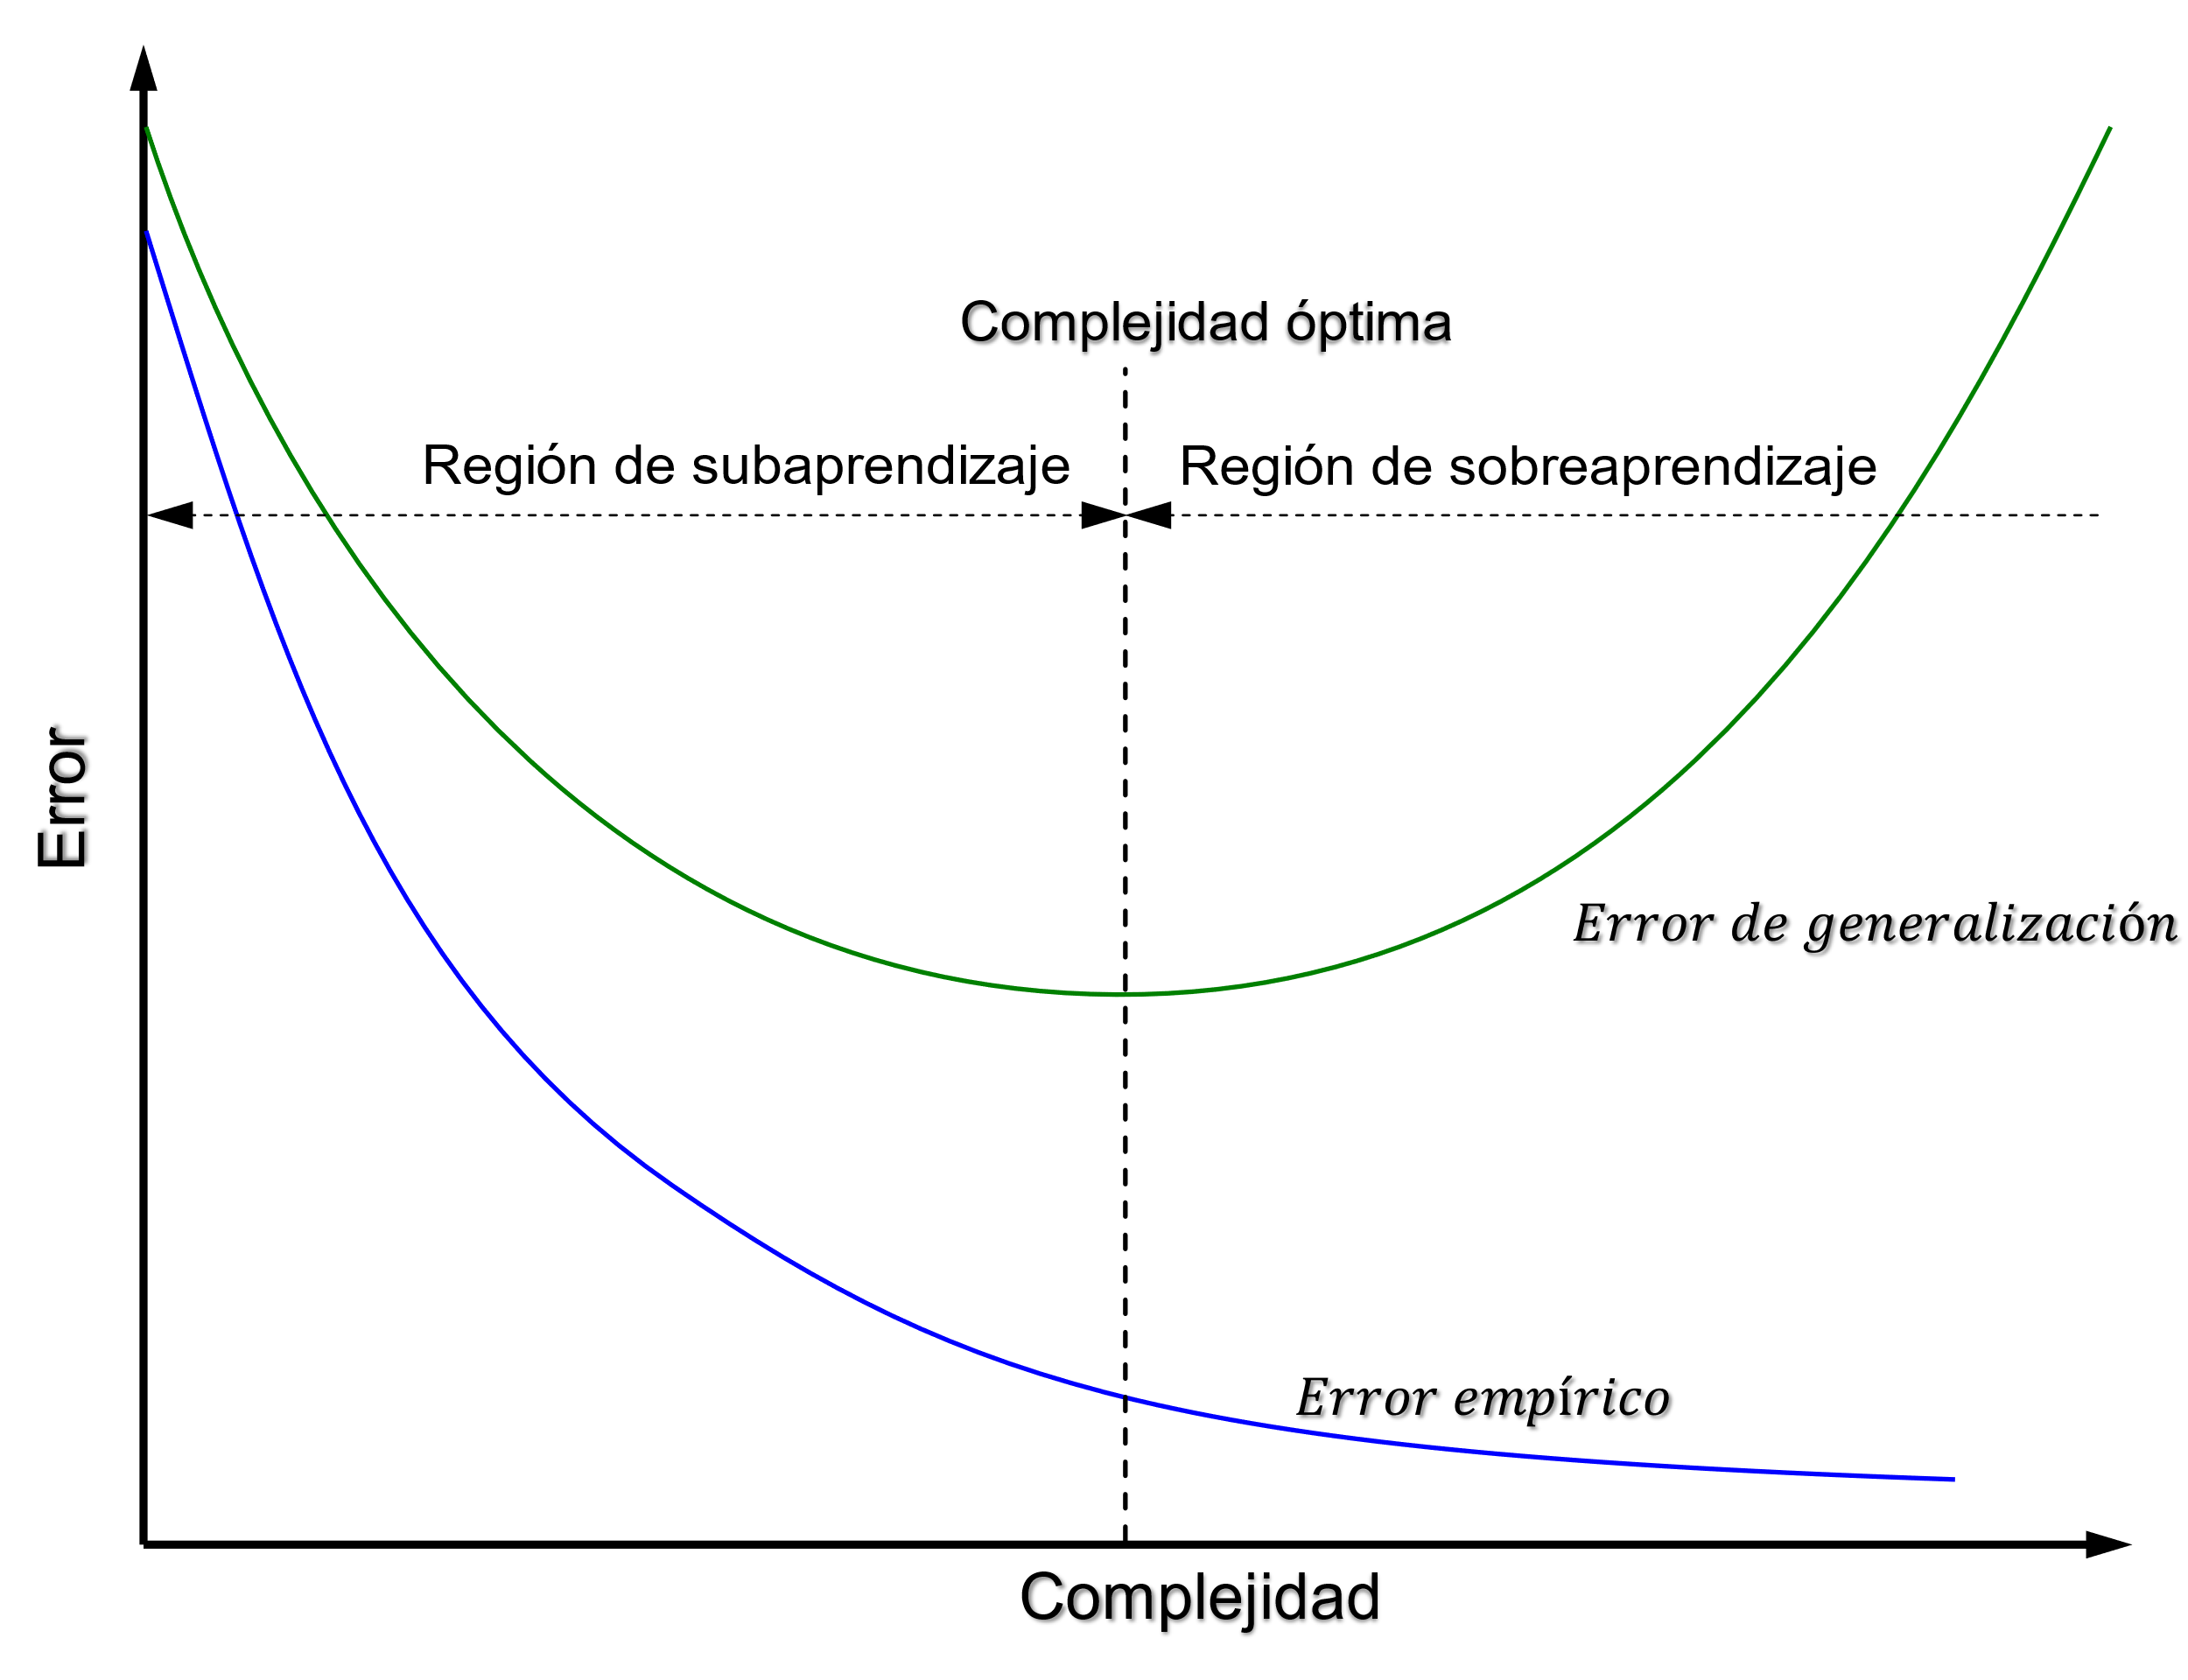 Complejidad óptima
Región de subaprendizaje
Región de sobreaprendizaje
Error
Error de generalización
Error empírico
Complejidad